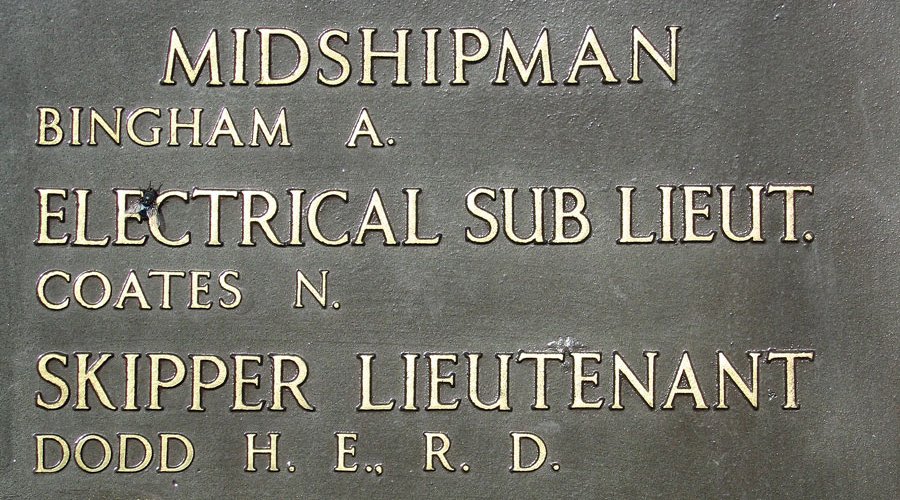 MIDSHIPMAN
BINGHAM A.
ELECTRICAL SUB LIEUT.
COATES N.
SKIPPER LIEUTENANT
DODD H. E., R. D.